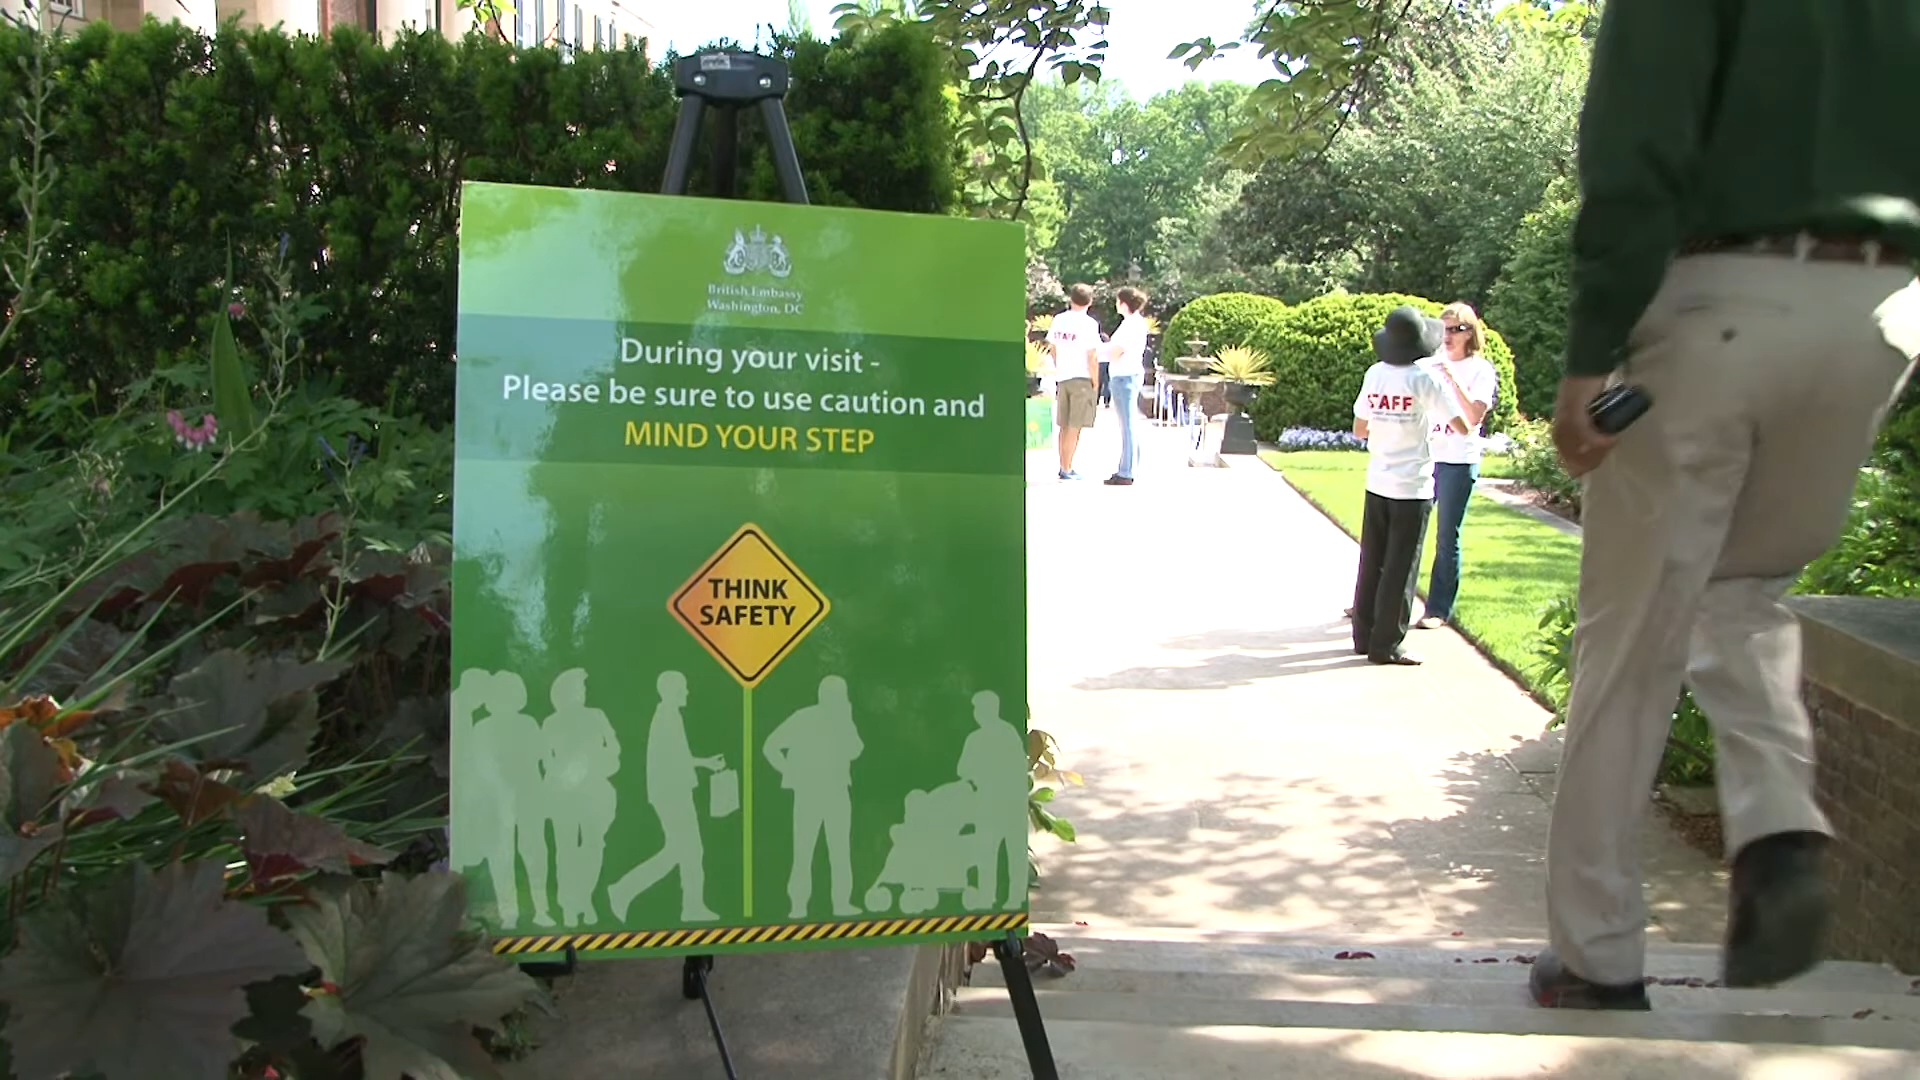 British Embassy
Washington, DC
During your visit -
Please be sure to use caution and
MIND YOUR STEP
THINK
SAFETY
STAFF
STAFF